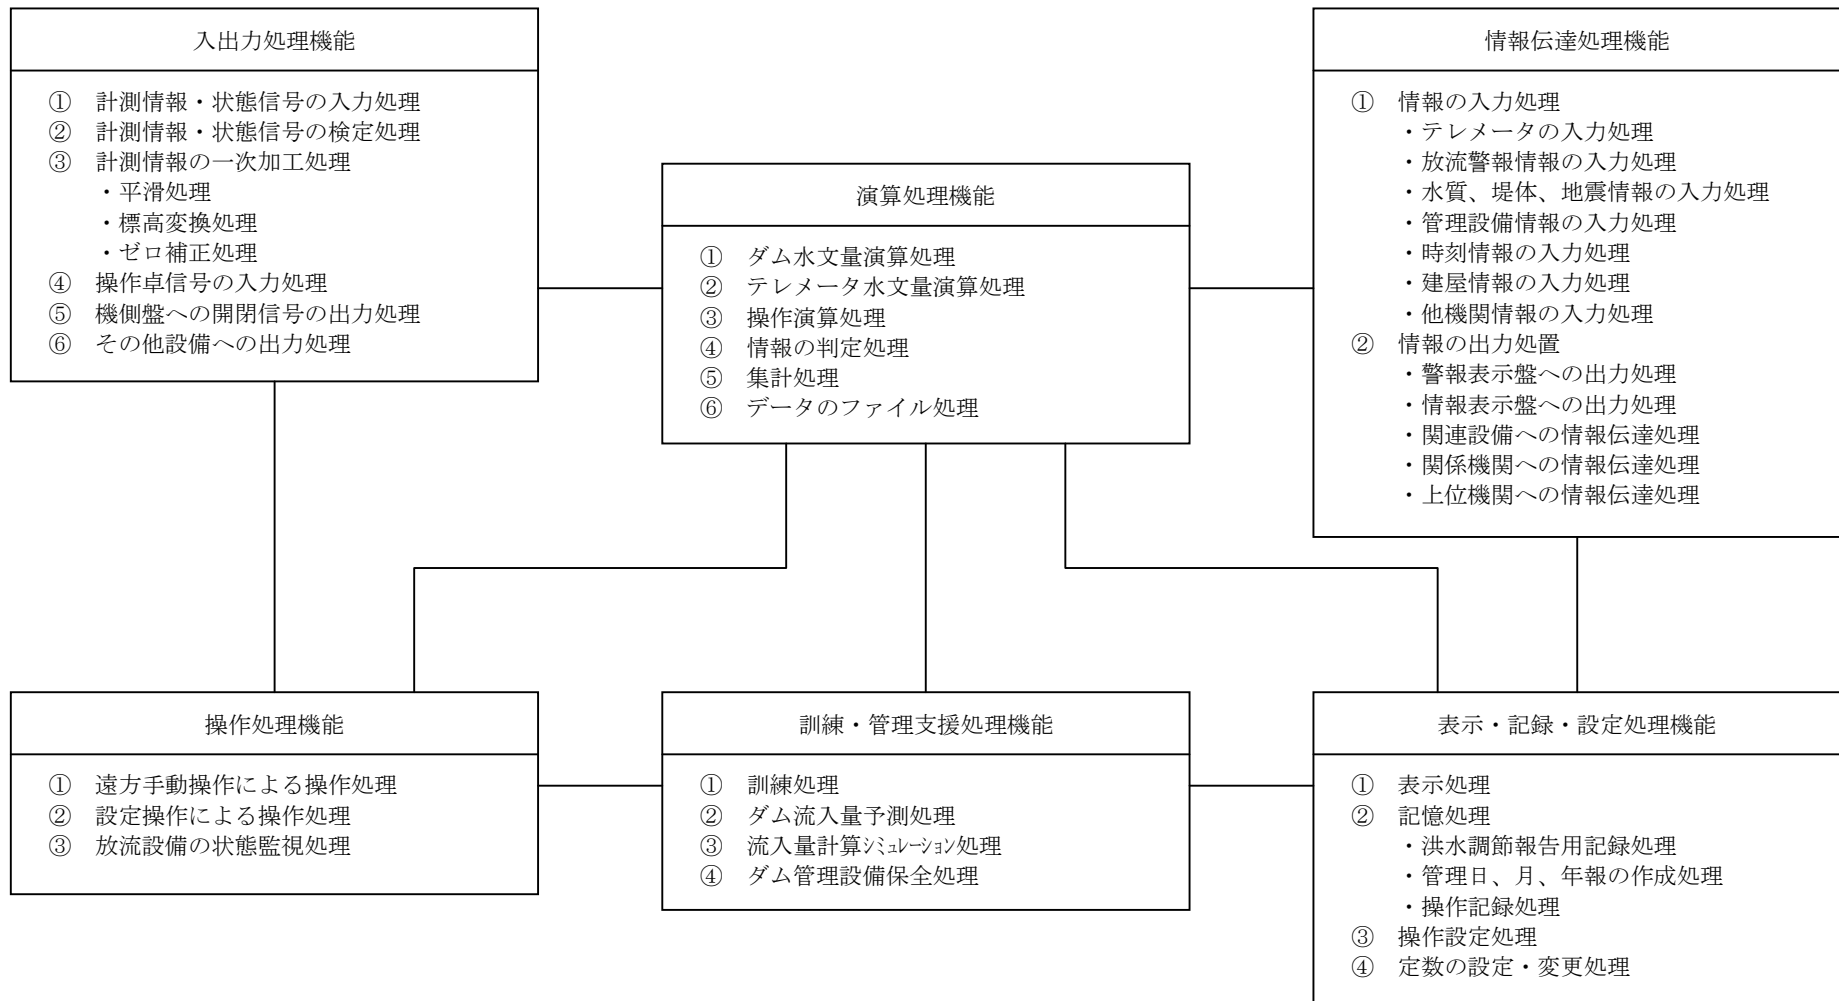 入出力処理機能
① 計測情報・状態信号の入力処理
② 計測情報・状態信号の検定処理
③ 計測情報の一次加工処理
・平滑処理
・標高変換処理
・ゼロ補正処理
④ 操作卓信号の入力処理
⑤ 機側盤への開閉信号の出力処理
⑥ その他設備への出力処理
演算処理機能
① ダム水文量演算処理
② テレメータ水文量演算処理
③ 操作演算処理
④ 情報の判定処理
⑤ 集計処理
⑥ データのファイル処理
情報伝達処理機能
① 情報の入力処理
・テレメータの入力処理
・放流警報情報の入力処理
・水質、堤体、地震情報の入力処理
・管理設備情報の入力処理
・時刻情報の入力処理
・建屋情報の入力処理
・他機関情報の入力処理
② 情報の出力処置
・警報表示盤への出力処理
・情報表示盤への出力処理
・関連設備への情報伝達処理
・関係機関への情報伝達処理
・上位機関への情報伝達処理
操作処理機能
① 遠方手動操作による操作処理
② 設定操作による操作処理
③ 放流設備の状態監視処理
訓練・管理支援処理機能
① 訓練処理
② ダム流入量予測処理
③ 流入量計算ｼﾐｭﾚｰｼｮﾝ処理
④ ダム管理設備保全処理
表示・記録・設定処理機能
① 表示処理
② 記憶処理
・洪水調節報告用記録処理
・管理日、月、年報の作成処理
・操作記録処理
③ 操作設定処理
④ 定数の設定・変更処理